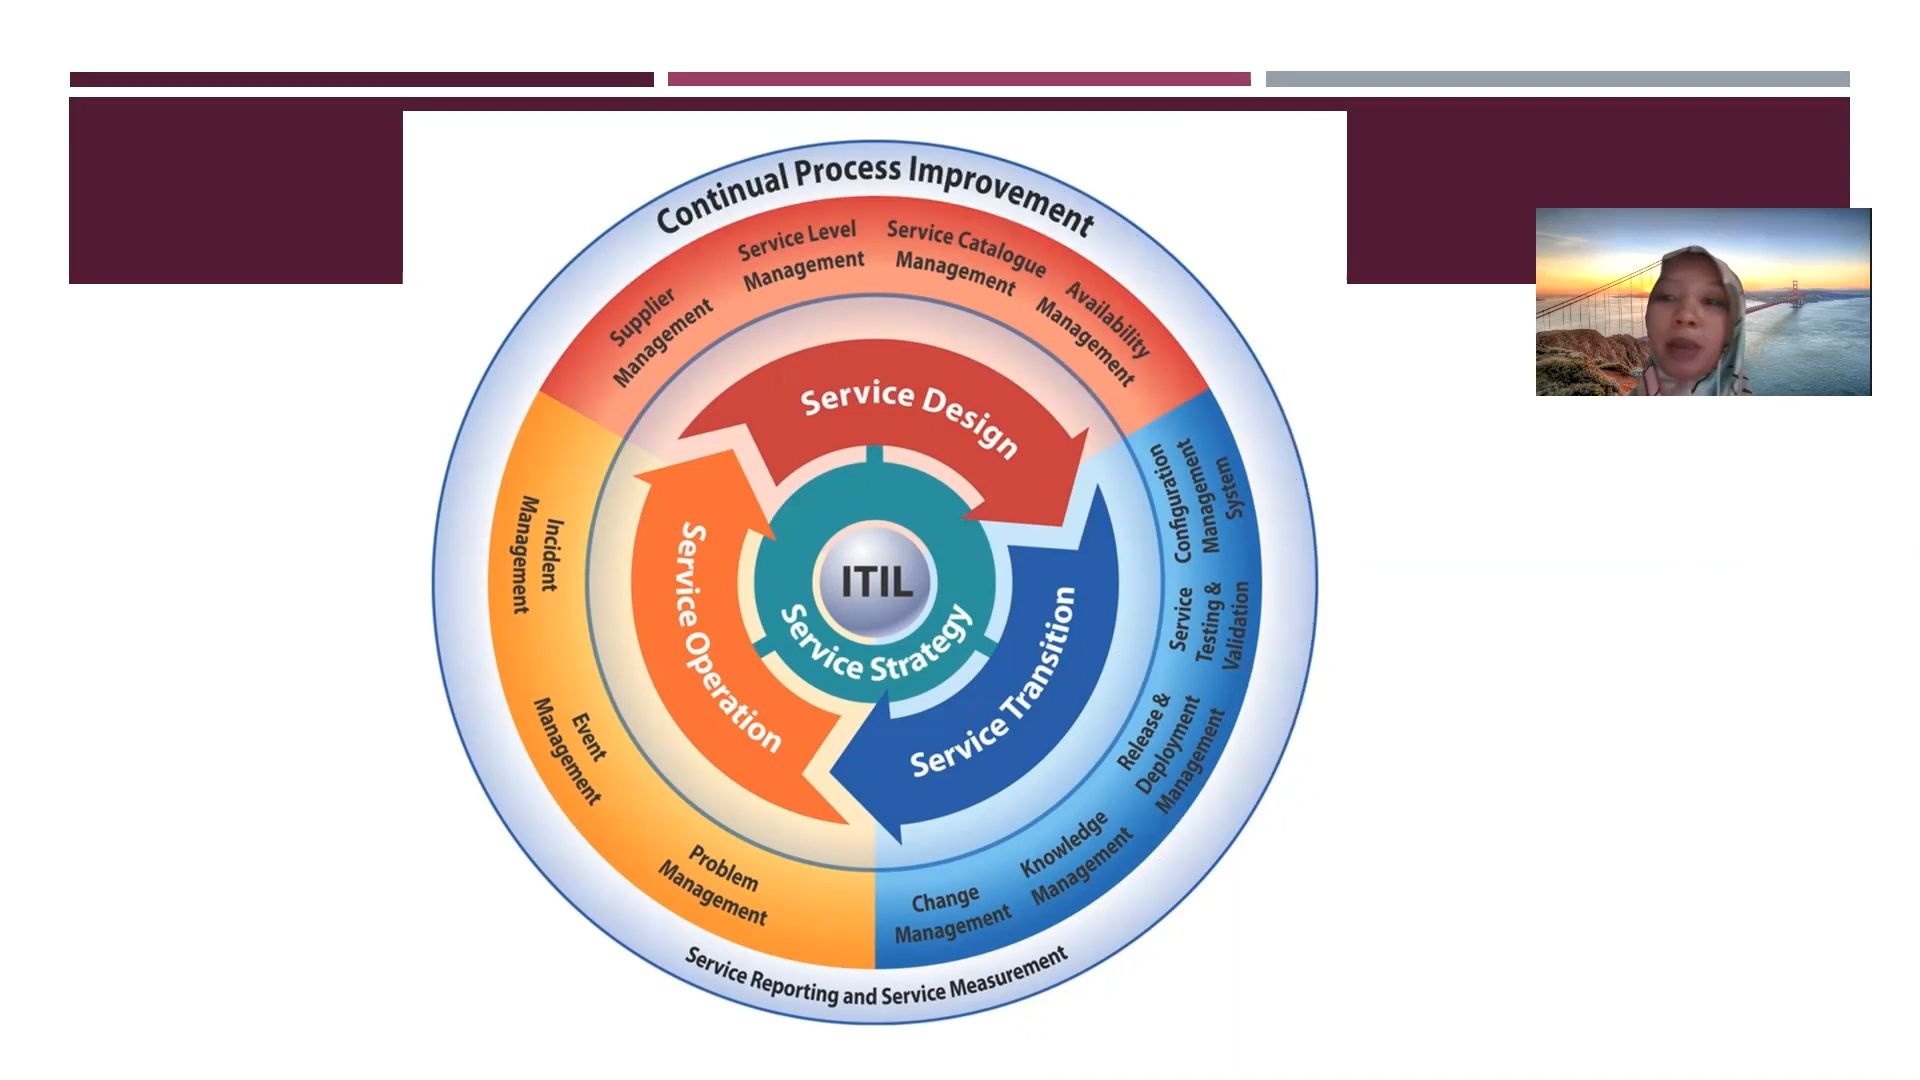 Continual Process Improvement
Supplier
Management
Service Level
Management
Service Catalogue
Management
Availability
Management
Service Design
Configuration
Management
System
Service
Testing &
Validation
Release &
Deployment
Management
Knowledge
Management
Change
Management
Service Transition
Incident
Management
Event
Management
Problem
Management
Service Operation
ITIL
Service Strategy
Service Reporting and Service Measurement